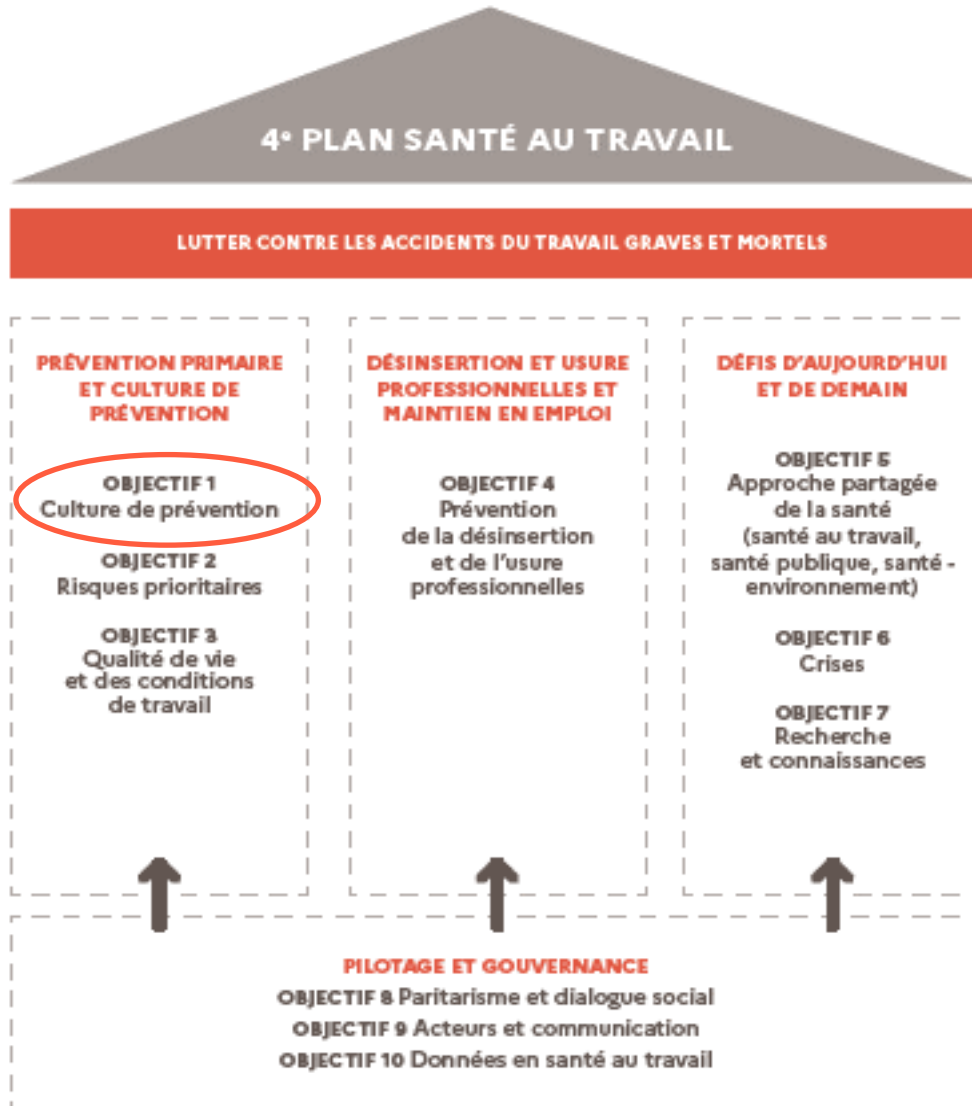 4e PLAN SANTÉ AU TRAVAIL
LUTTER CONTRE LES ACCIDENTS DU TRAVAIL GRAVES ET MORTELS
PRÉVENTION PRIMAIRE
ET CULTURE DE
PRÉVENTION
OBJECTIF 1
Culture de prévention
OBJECTIF 2
Risques prioritaires
OBJECTIF 3
Qualité de vie
et des conditions
de travail
DÉSINSERTION ET USURE
PROFESSIONNELLES ET
MAINTIEN EN EMPLOI
OBJECTIF 4
Prévention
de la désinsertion
et de l'usure
professionnelles
DÉFIS D'AUJOURD'HUI
ET DE DEMAIN
OBJECTIF 5
Approche partagée
de la santé
(santé au travail,
santé publique, santé -
environnement)
OBJECTIF 6
Crises
OBJECTIF 7
Recherche
et connaissances
PILOTAGE ET GOUVERNANCE
OBJECTIF 8 Paritarisme et dialogue social
OBJECTIF 9 Acteurs et communication
OBJECTIF 10 Données en santé au travail